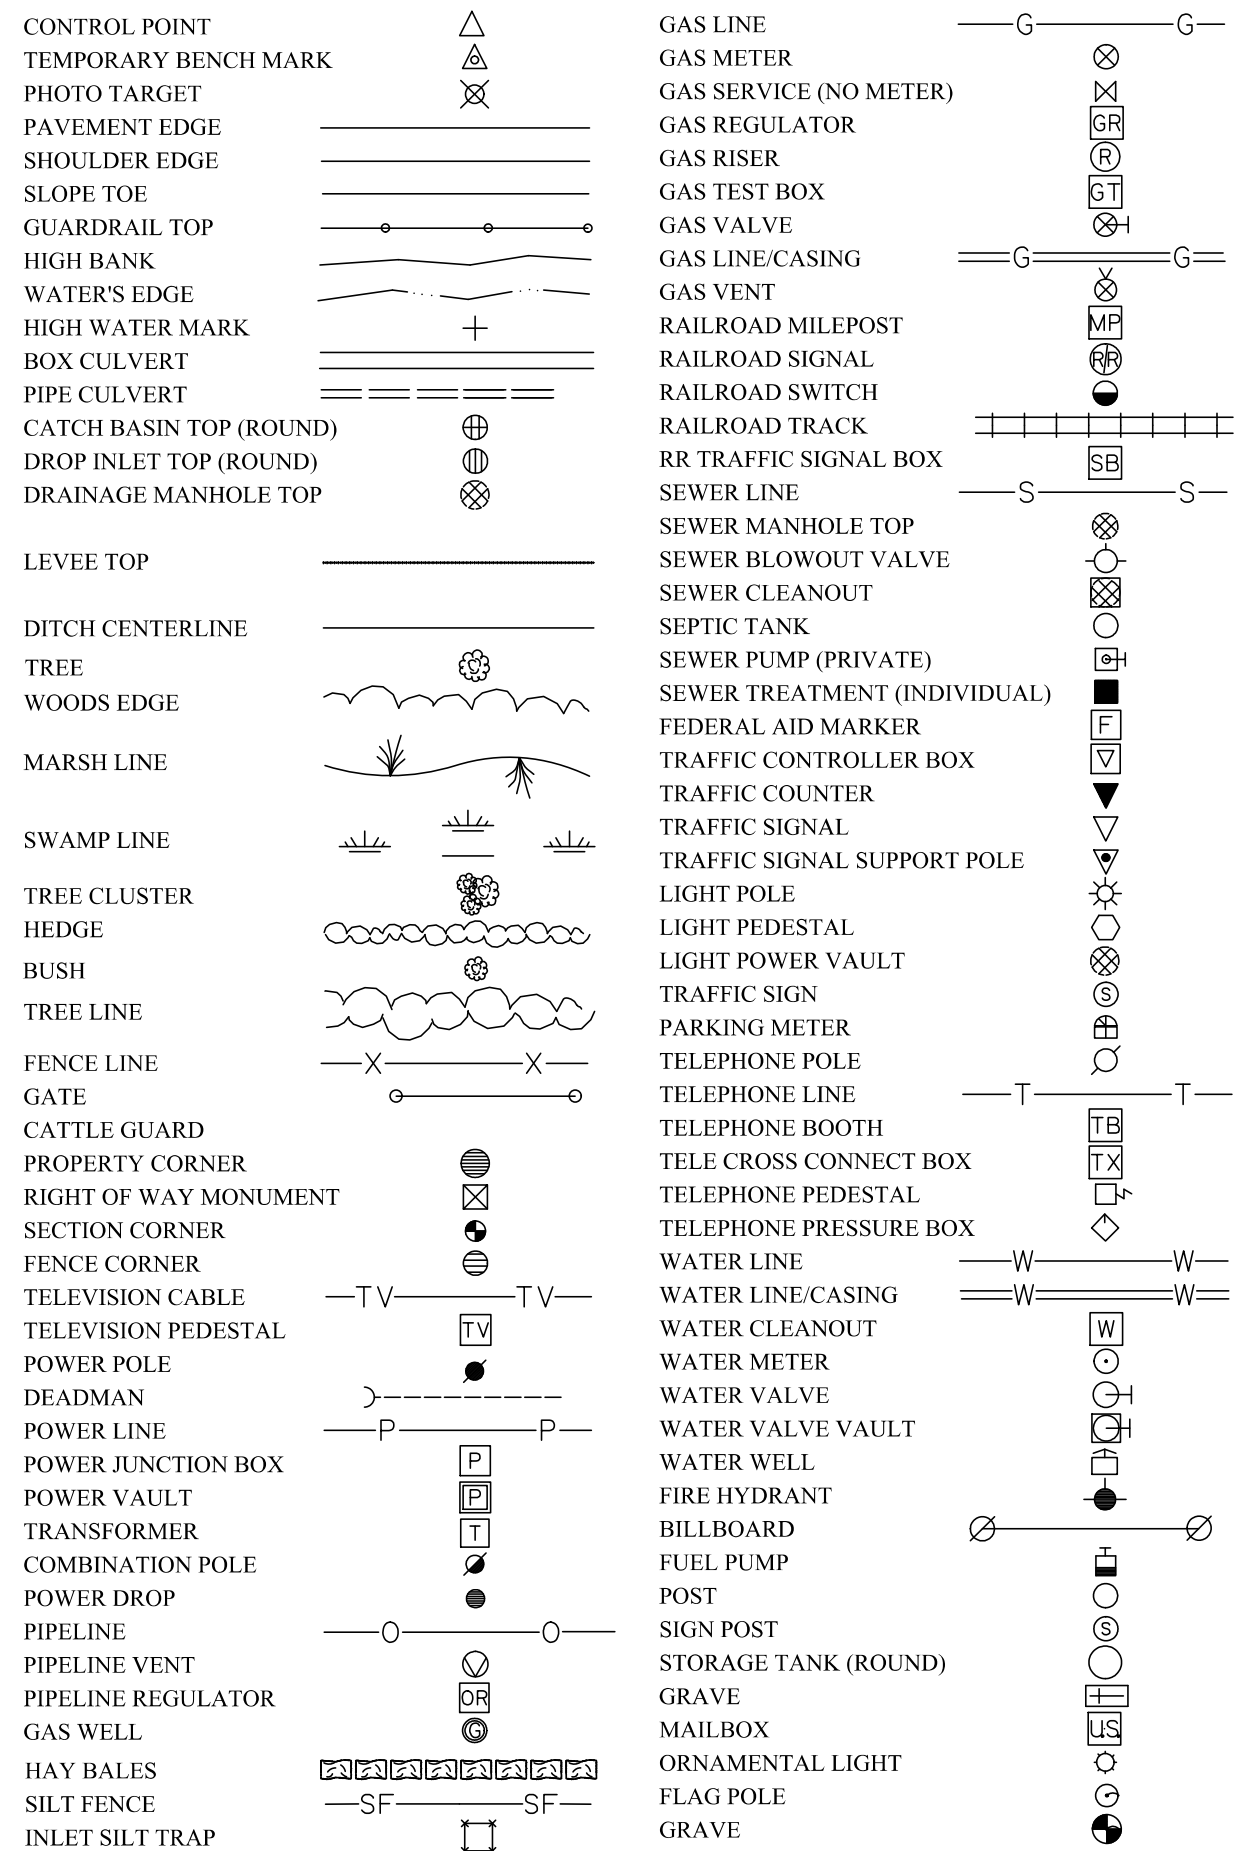 CONTROL POINT
TEMPORARY BENCH MARK
PHOTO TARGET
PAVEMENT EDGE
SHOULDER EDGE
SLOPE TOE
GUARDRAIL TOP
HIGH BANK
WATER'S EDGE
HIGH WATER MARK
BOX CULVERT
PIPE CULVERT
CATCH BASIN TOP (ROUND)
DROP INLET TOP (ROUND)
DRAINAGE MANHOLE TOP
LEVEE TOP
DITCH CENTERLINE
TREE
WOODS EDGE
MARSH LINE
SWAMP LINE
TREE CLUSTER
HEDGE
BUSH
TREE LINE
FENCE LINE X X
GATE
CATTLE GUARD
PROPERTY CORNER
RIGHT OF WAY MONUMENT
SECTION CORNER
FENCE CORNER
TELEVISION CABLE TV TV
TELEVISION PEDESTAL TV
POWER POLE
DEADMAN
POWER LINE P P
POWER JUNCTION BOX P
POWER VAULT P
TRANSFORMER T
COMBINATION POLE
POWER DROP
PIPELINE O O
PIPELINE VENT
PIPELINE REGULATOR OR
GAS WELL G
HAY BALES
SILT FENCE SF SF
INLET SILT TRAP
GAS LINE G G
GAS METER
GAS SERVICE (NO METER)
GAS REGULATOR GR
GAS RISER R
GAS TEST BOX GT
GAS VALVE
GAS LINE/CASING G G
GAS VENT
RAILROAD MILEPOST MP
RAILROAD SIGNAL R/R
RAILROAD SWITCH
RAILROAD TRACK
RR TRAFFIC SIGNAL BOX SB
SEWER LINE S S
SEWER MANHOLE TOP
SEWER BLOWOUT VALVE
SEWER CLEANOUT
SEPTIC TANK
SEWER PUMP (PRIVATE)
SEWER TREATMENT (INDIVIDUAL)
FEDERAL AID MARKER F
TRAFFIC CONTROLLER BOX
TRAFFIC COUNTER
TRAFFIC SIGNAL
TRAFFIC SIGNAL SUPPORT POLE
LIGHT POLE
LIGHT PEDESTAL
LIGHT POWER VAULT
TRAFFIC SIGN S
PARKING METER
TELEPHONE POLE
TELEPHONE LINE T T
TELEPHONE BOOTH TB
TELE CROSS CONNECT BOX TX
TELEPHONE PEDESTAL
TELEPHONE PRESSURE BOX
WATER LINE W W
WATER LINE/CASING W W
WATER CLEANOUT W
WATER METER
WATER VALVE
WATER VALVE VAULT
WATER WELL
FIRE HYDRANT
BILLBOARD
FUEL PUMP
POST
SIGN POST S
STORAGE TANK (ROUND)
GRAVE
MAILBOX U.S.
ORNAMENTAL LIGHT
FLAG POLE
GRAVE